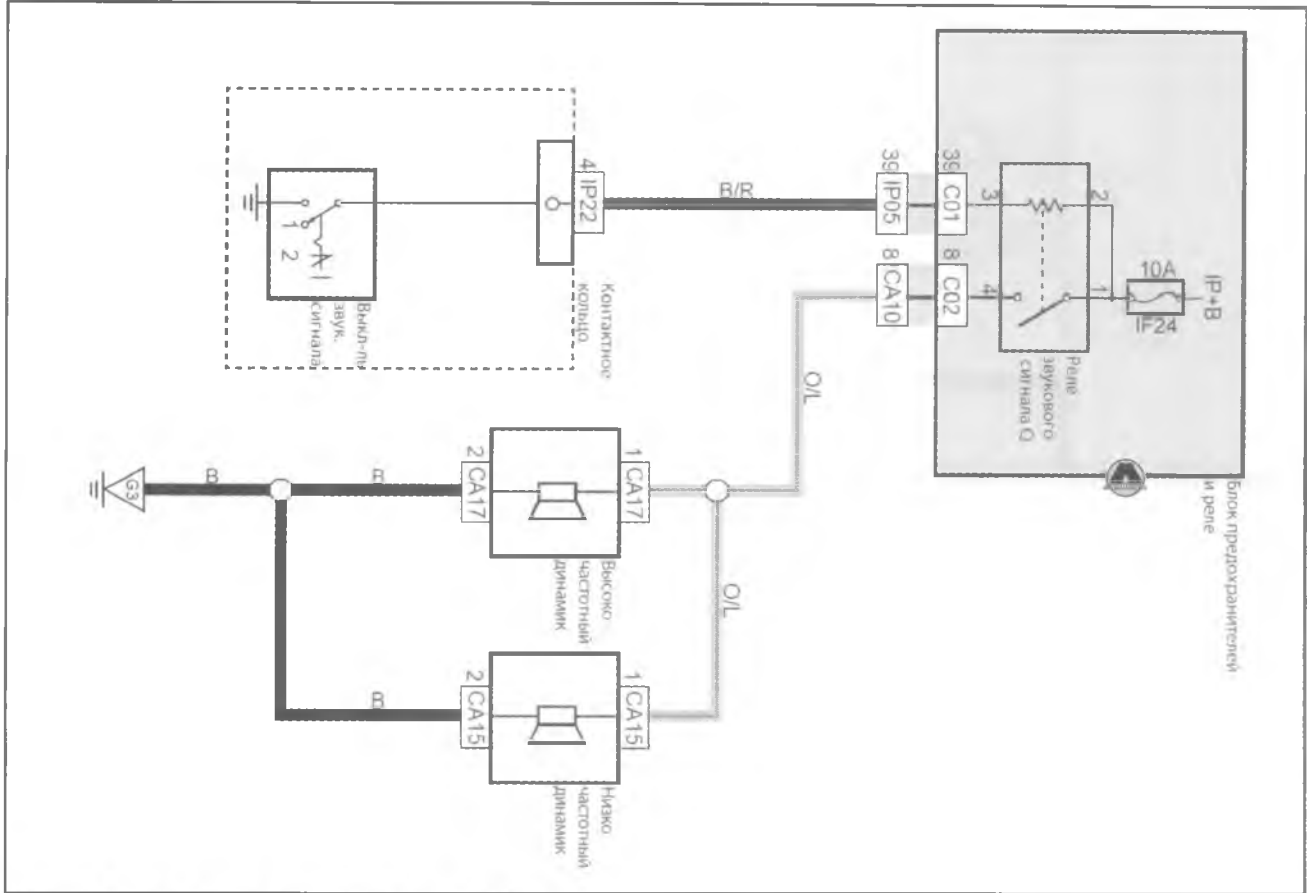 IP+B
10A
IF24
2
1
3
4
Реле
звукового
сигнала Q
Блок предохранителей
и реле
39 C01
8 C02
39 IP05
8 CA10
B/R
4 IP22
Контактное
кольцо
1
2
Выкл-ль
звук.
сигнала
O/L
O/L
1 CA17
2 CA17
Высоко
частотный
динамик
1 CA15
2 CA15
Низко
частотный
динамик
B
B
B
G3